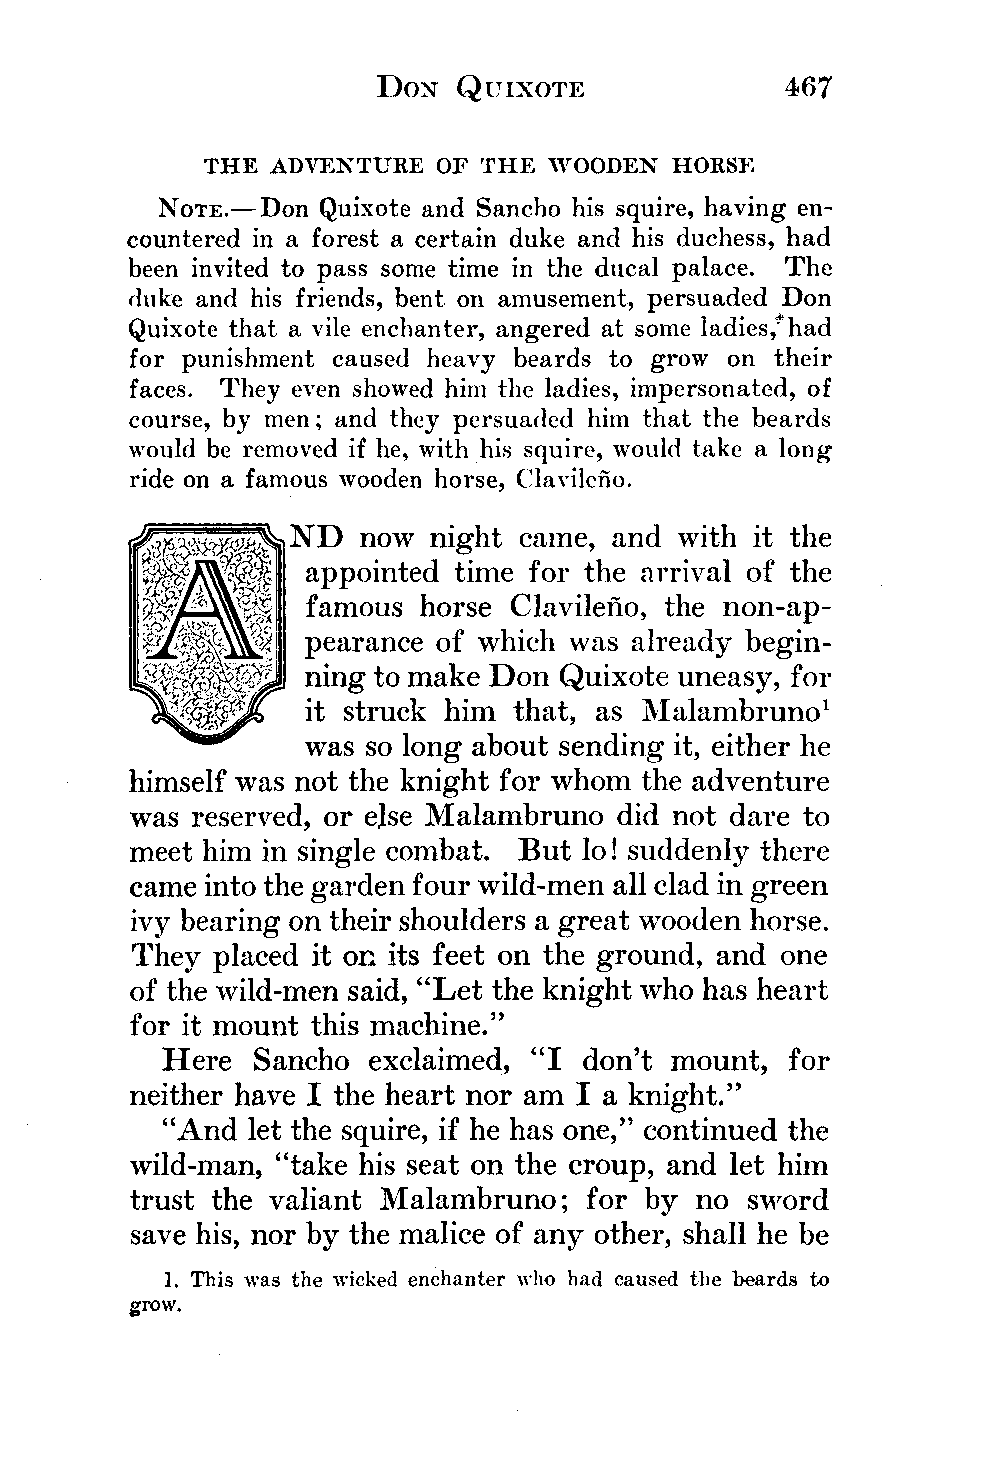 DON QUIXOTE 467
THE ADVENTURE OF THE WOODEN HORSE
NOTE.—Don Quixote and Sancho his squire, having en-
countered in a forest a certain duke and his duchess, had
been invited to pass some time in the ducal palace. The
duke and his friends, bent on amusement, persuaded Don
Quixote that a vile enchanter, angered at some ladies, had
for punishment caused heavy beards to grow on their
faces. They even showed him the ladies, impersonated, of
course, by men; and they persuaded him that the beards
would be removed if he, with his squire, would take a long
ride on a famous wooden horse, Clavileño.
AND now night came, and with it the
appointed time for the arrival of the
famous horse Clavileño, the non-ap-
pearance of which was already begin-
ning to make Don Quixote uneasy, for
it struck him that, as Malambruno¹
was so long about sending it, either he
himself was not the knight for whom the adventure
was reserved, or else Malambruno did not dare to
meet him in single combat. But lo! suddenly there
came into the garden four wild-men all clad in green
ivy bearing on their shoulders a great wooden horse.
They placed it on its feet on the ground, and one
of the wild-men said, “Let the knight who has heart
for it mount this machine.”
Here Sancho exclaimed, “I don’t mount, for
neither have I the heart nor am I a knight.”
“And let the squire, if he has one,” continued the
wild-man, “take his seat on the croup, and let him
trust the valiant Malambruno; for by no sword
save his, nor by the malice of any other, shall he be
1. This was the wicked enchanter who had caused the beards to
grow.